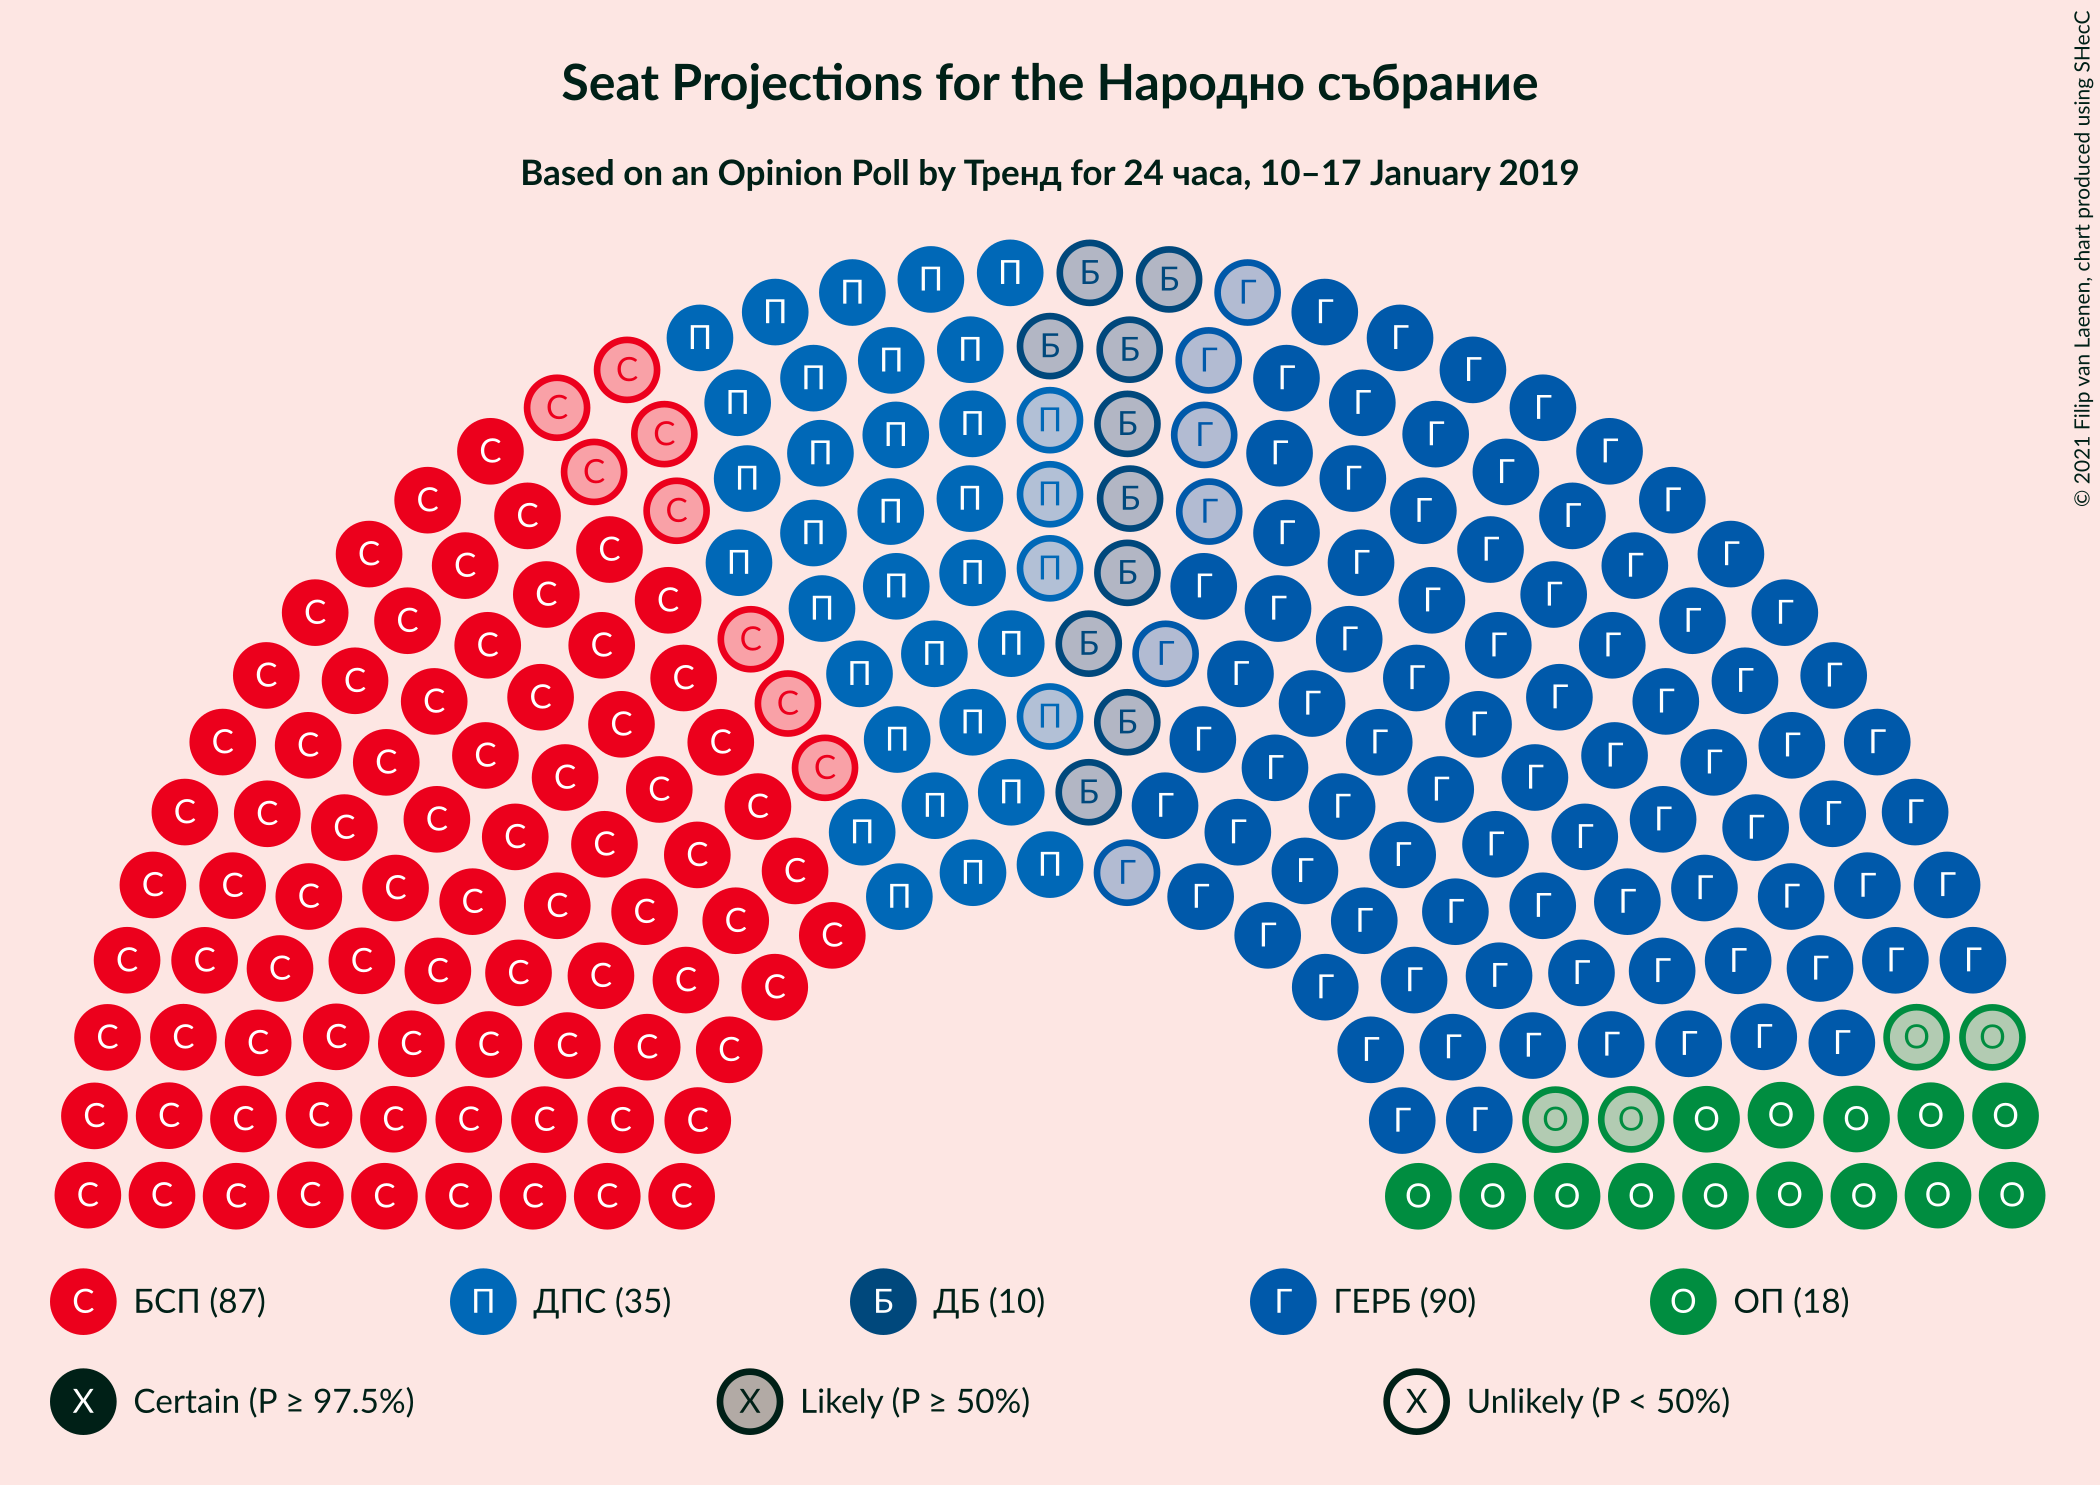 Seat Projections for the Народно събрание
Based on an Opinion Poll by Тренд for 24 часа, 10–17 January 2019
© 2021 Filip van Laenen, chart produced using SHecC
С БСП (87)
П ДПС (35)
Б ДБ (10)
Г ГЕРБ (90)
О ОП (18)
X Certain (P ≥ 97.5%)
X Likely (P ≥ 50%)
X Unlikely (P < 50%)